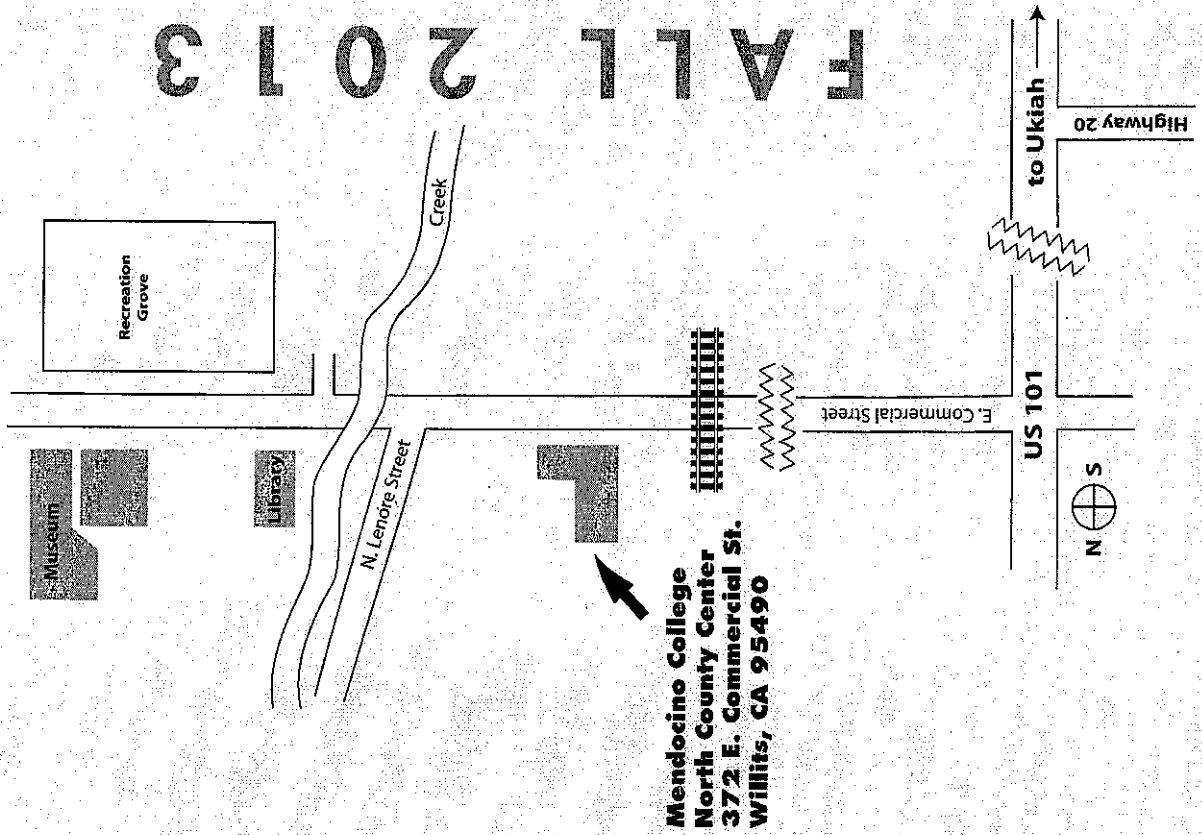 FALL 2013
Museum
Library
Recreation
Grove
Creek
N. Lenore Street
Mendocino College
North County Center
372 E. Commercial St.
Willits, CA 95490
E. Commercial Street
US 101
to Ukiah
Highway 20
N
S